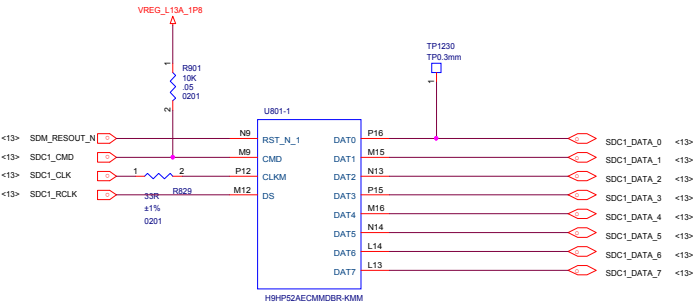 VREG_L13A_1P8
TP1230
TP0.3mm
1
1
R901
10K
.05
0201
2
U801-1
<13> SDM_RESOUT_N N9 RST_N_1 DAT0 P16 SDC1_DATA_0 <13>
<13> SDC1_CMD M9 CMD DAT1 M15 SDC1_DATA_1 <13>
<13> SDC1_CLK 1 2 P12 CLKM DAT2 N13 SDC1_DATA_2 <13>
<13> SDC1_RCLK R829 M12 DS DAT3 P15 SDC1_DATA_3 <13>
33R
±1%
0201
DAT4 M16 SDC1_DATA_4 <13>
DAT5 N14 SDC1_DATA_5 <13>
DAT6 L14 SDC1_DATA_6 <13>
DAT7 L13 SDC1_DATA_7 <13>
H9HP52AECMMDBR-KMM